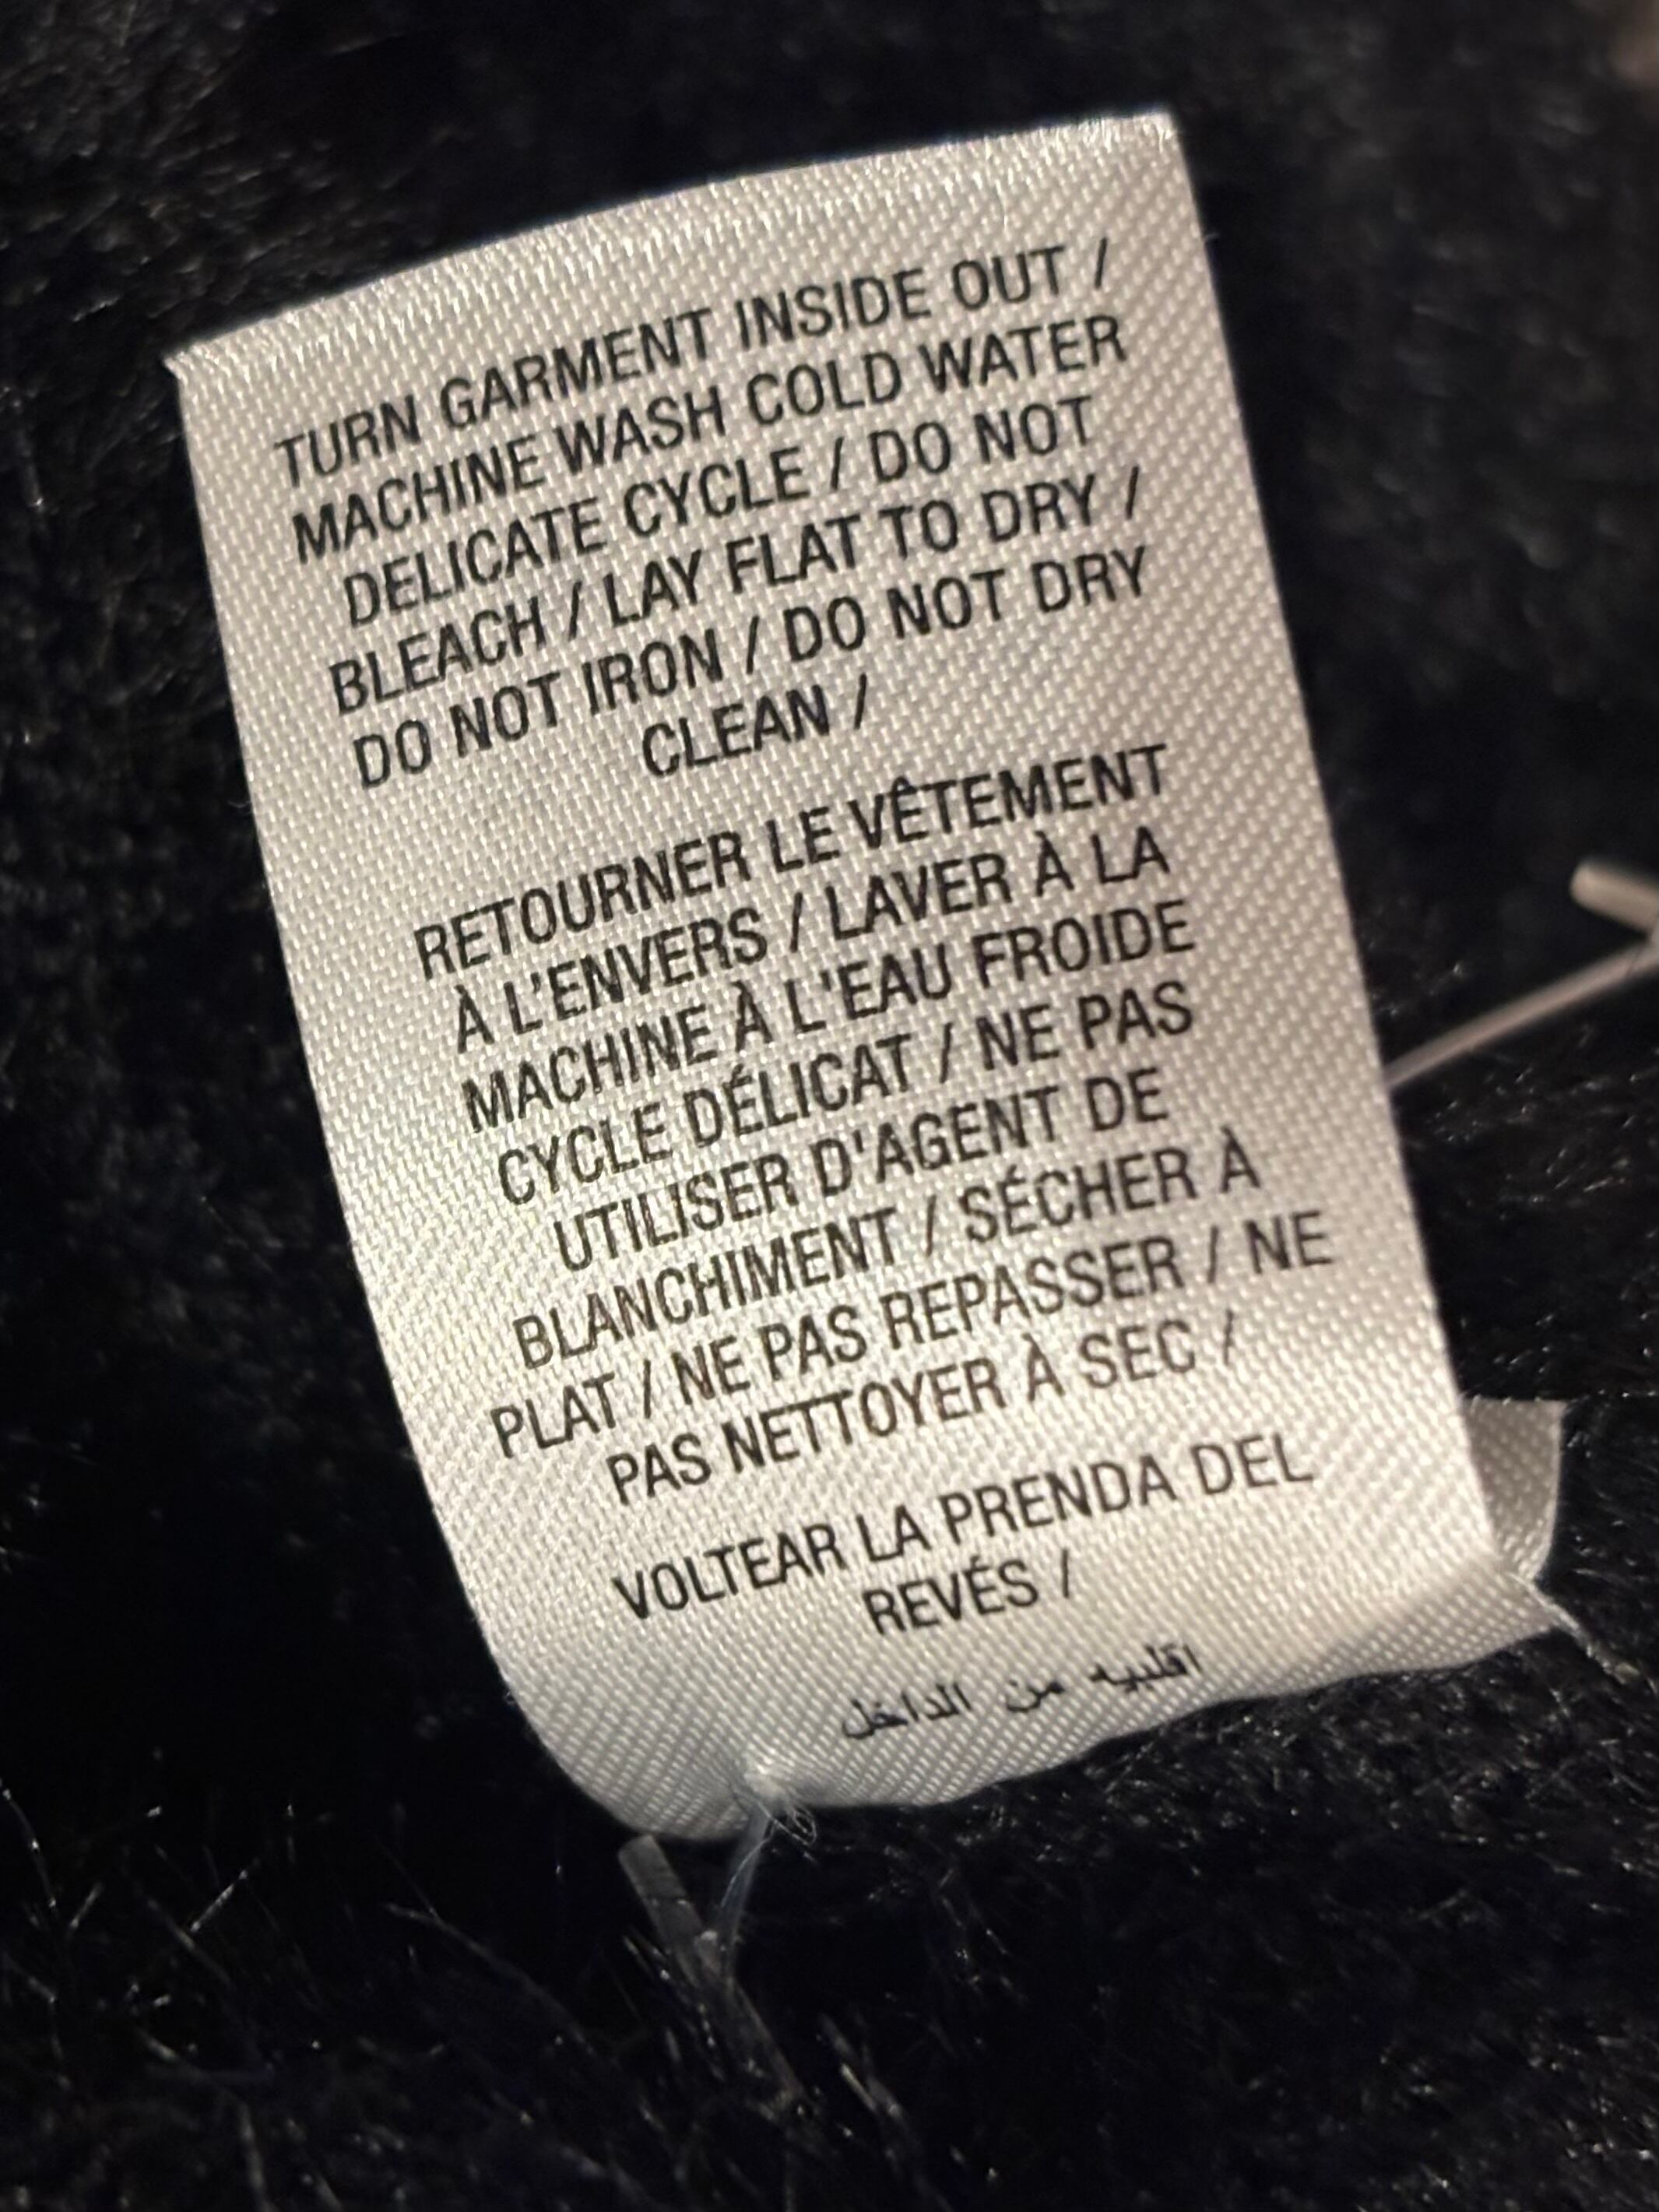 TURN GARMENT INSIDE OUT /
MACHINE WASH COLD WATER
DELICATE CYCLE / DO NOT
BLEACH / LAY FLAT TO DRY /
DO NOT IRON / DO NOT DRY
CLEAN /
RETOURNER LE VÊTEMENT
À L'ENVERS / LAVER À LA
MACHINE À L'EAU FROIDE
CYCLE DÉLICAT / NE PAS
UTILISER D'AGENT DE
BLANCHIMENT / SÉCHER À
PLAT / NE PAS REPASSER / NE
PAS NETTOYER À SEC /
VOLTEAR LA PRENDA DEL
REVÉS /
اقلبيه من الداخل